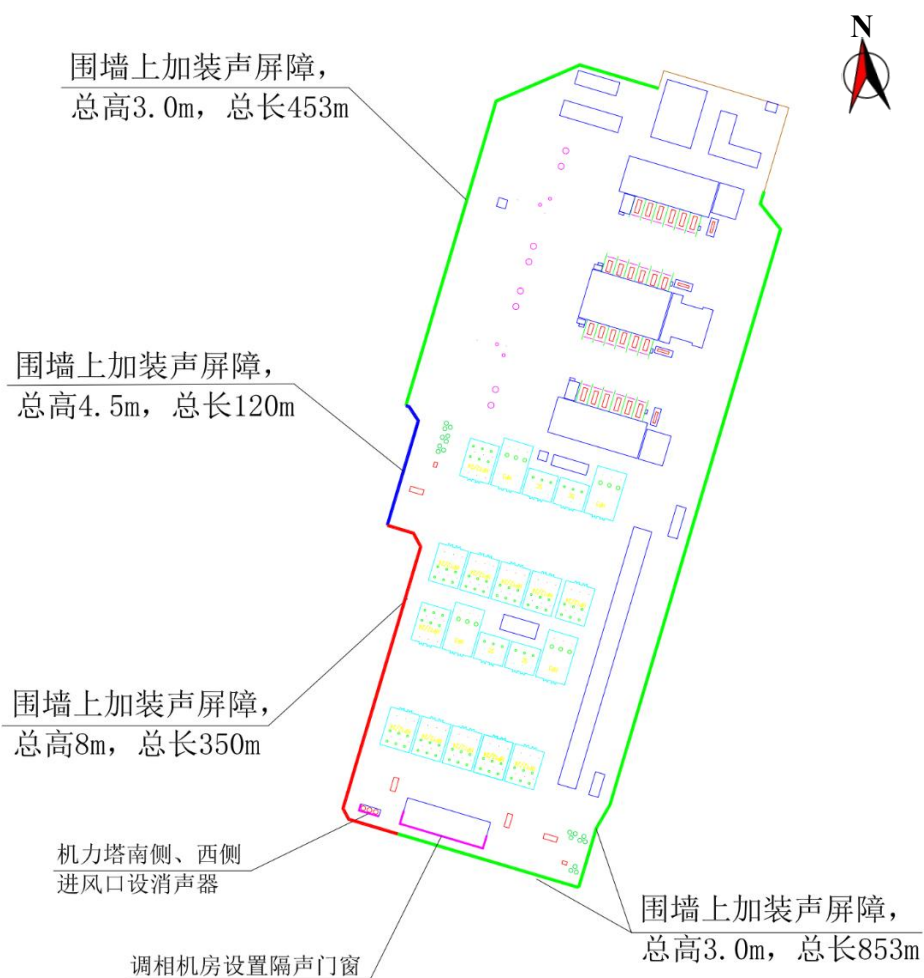 N
围墙上加装声屏障，
总高3.0m，总长453m
围墙上加装声屏障，
总高4.5m，总长120m
围墙上加装声屏障，
总高8m，总长350m
机力塔南侧、西侧
进风口设消声器
调相机房设置隔声门窗
围墙上加装声屏障，
总高3.0m，总长853m